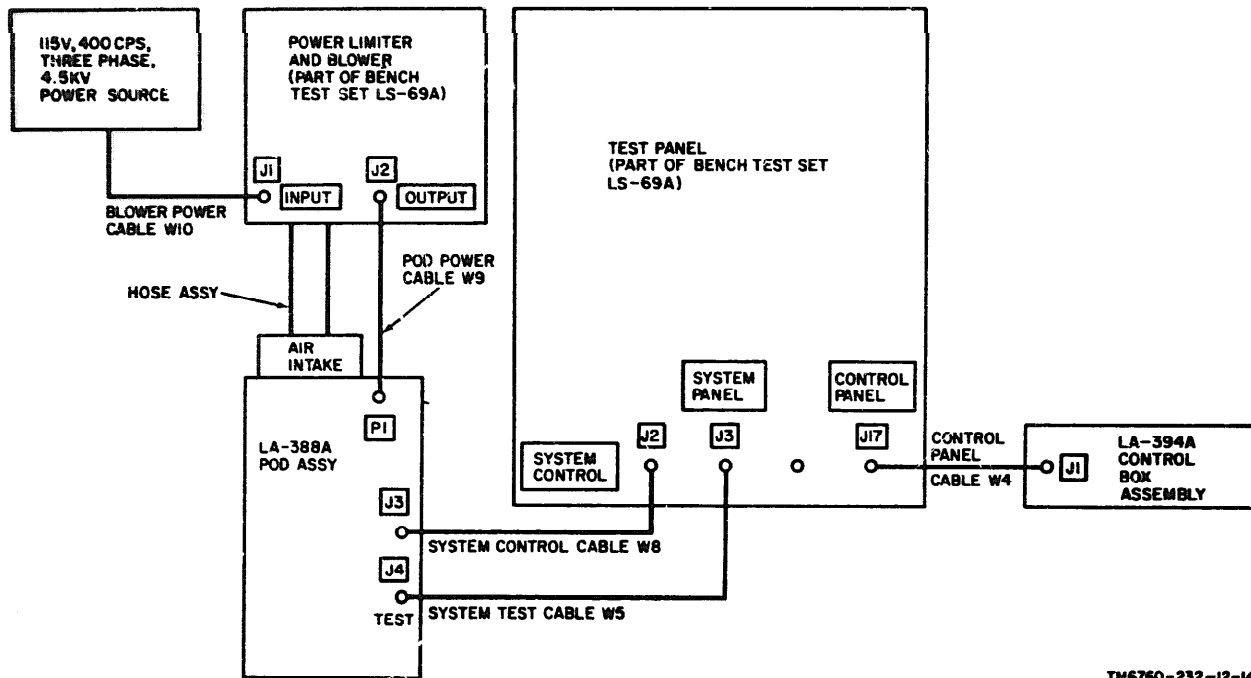 115V, 400 CPS,
THREE PHASE,
4.5KV
POWER SOURCE
POWER LIMITER
AND BLOWER
(PART OF BENCH
TEST SET LS-69A)
J1
INPUT
J2
OUTPUT
BLOWER POWER
CABLE W10
HOSE ASSY
POD POWER
CABLE W9
AIR
INTAKE
P1
LA-388A
POD ASSY
J3
SYSTEM CONTROL CABLE W8
J4
TEST
SYSTEM TEST CABLE W5
TEST PANEL
(PART OF BENCH TEST SET
LS-69A)
SYSTEM
PANEL
CONTROL
PANEL
SYSTEM
CONTROL
J2
J3
J17
CONTROL
PANEL
CABLE W4
J1
LA-394A
CONTROL
BOX
ASSEMBLY
TM6760-232-12-14